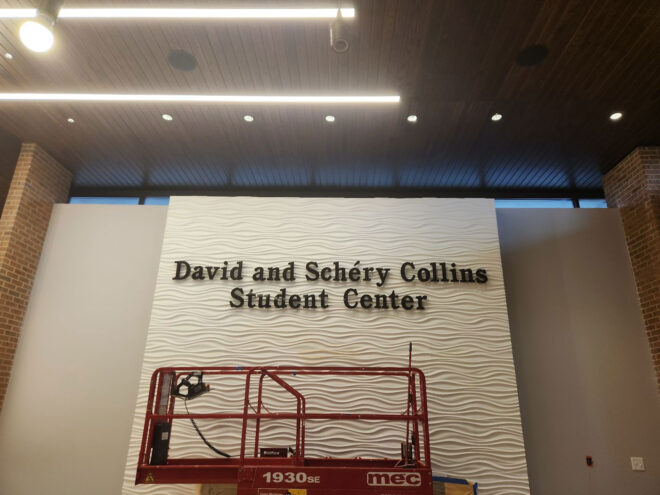 David and Schéry Collins
Student Center
1930SE
mec